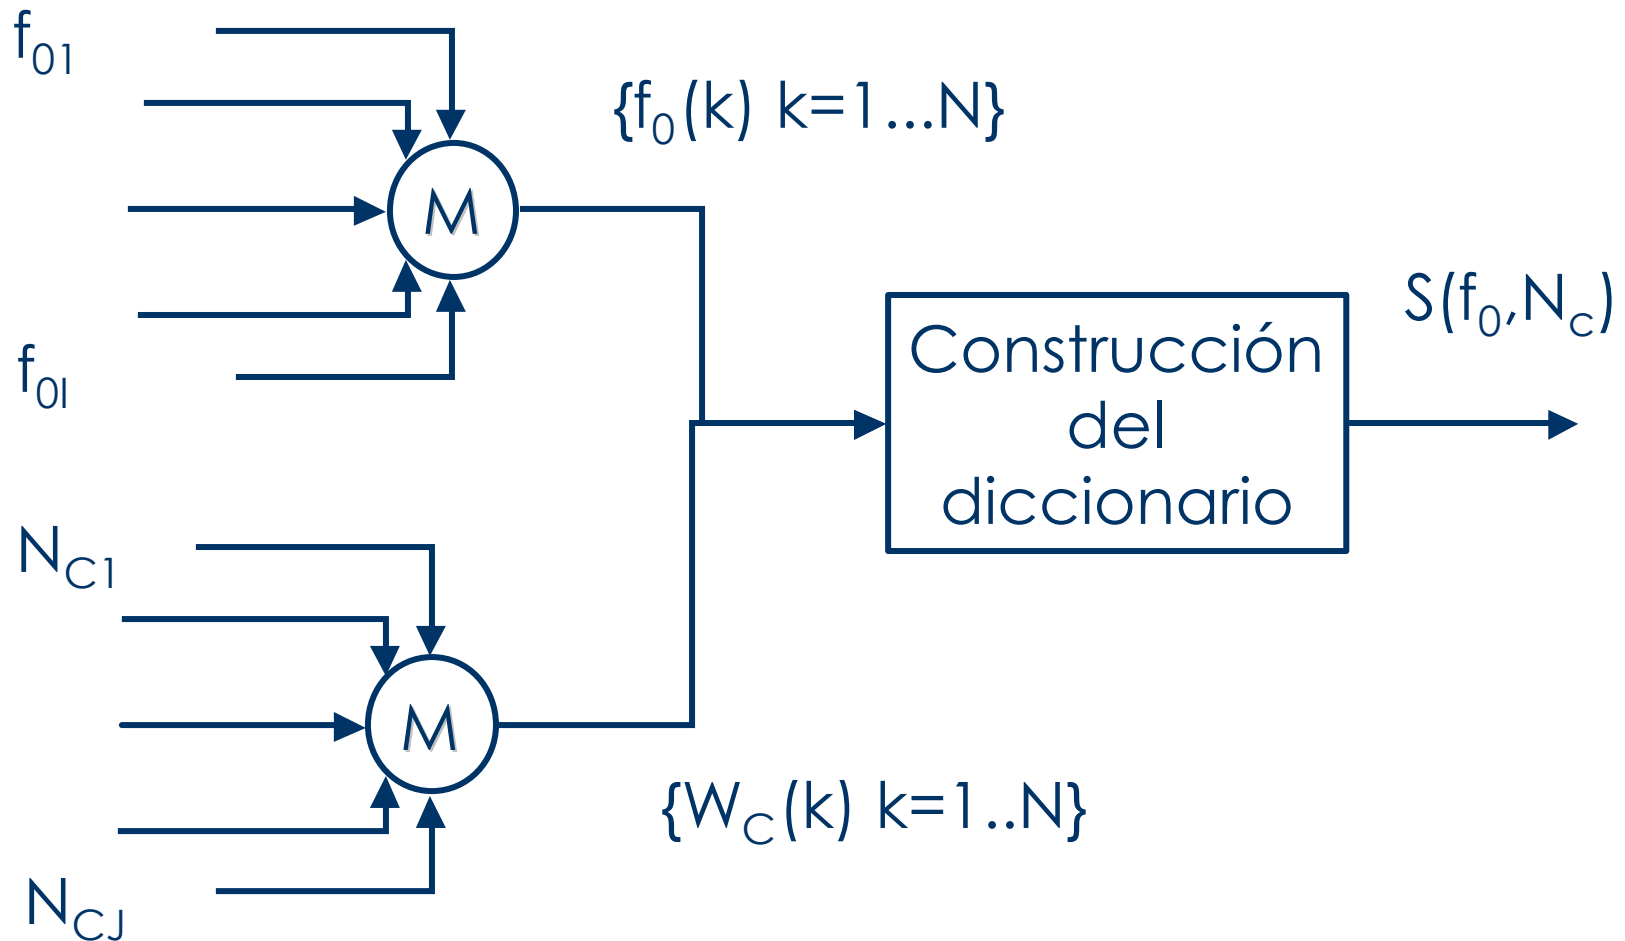 f01
{f0(k) k=1...N}
M
S(f0,Nc)
Construcción
del
diccionario
f0I
NC1
M
{WC(k) k=1..N}
NCJ